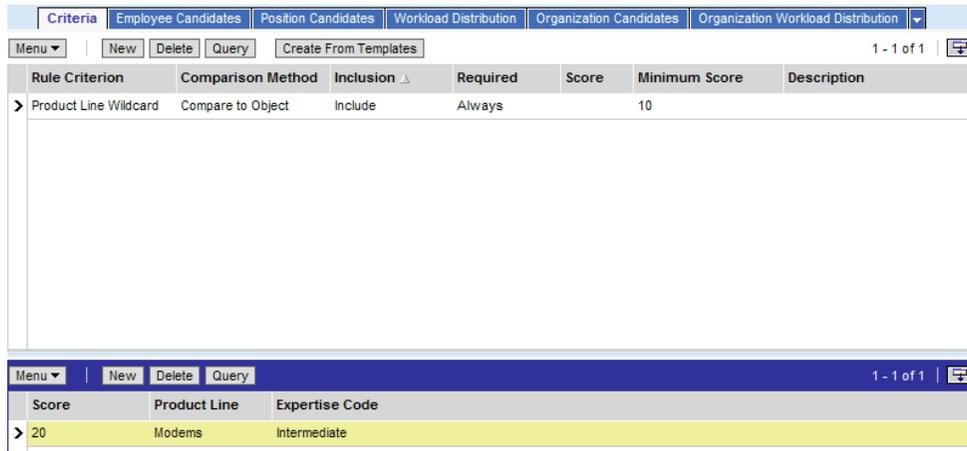 Criteria Employee Candidates Position Candidates Workload Distribution Organization Candidates Organization Workload Distribution
Menu New Delete Query Create From Templates 1 - 1 of 1
Rule Criterion Comparison Method Inclusion Required Score Minimum Score Description
Product Line Wildcard Compare to Object Include Always 10
Menu New Delete Query 1 - 1 of 1
Score Product Line Expertise Code
20 Modems Intermediate